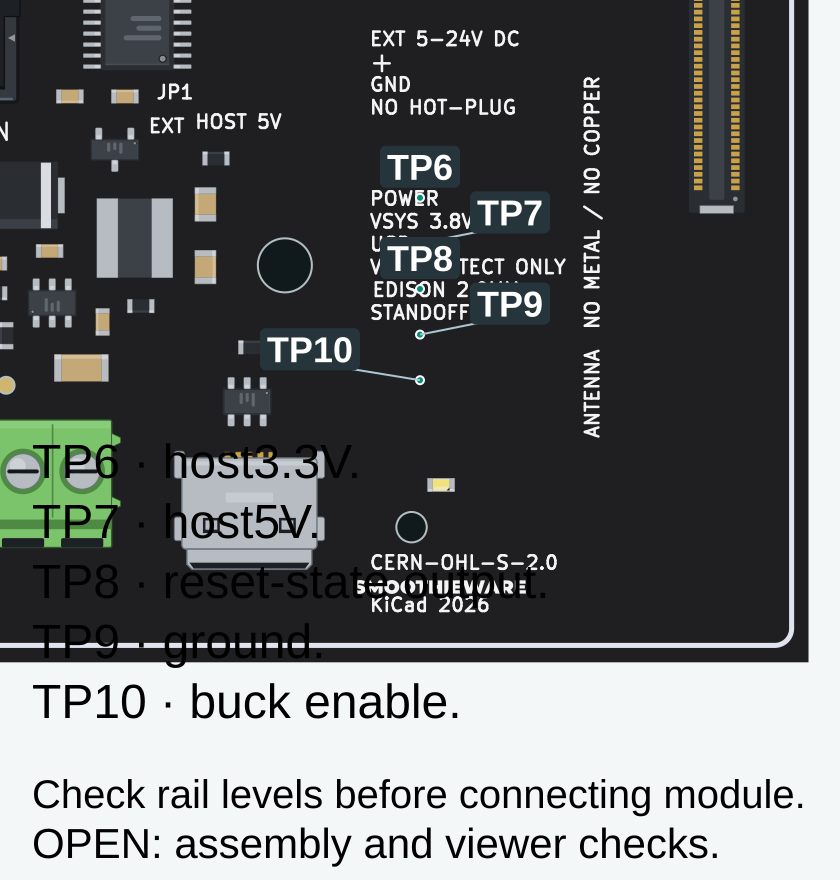 EXT 5-24V DC
+
GND
NO HOT-PLUG
JP1
EXT HOST 5V
N
TP6
POWER
VSYS 3.8V
TP7
TP8
TECT ONLY
EDISON 2
STANDOFF
TP9
TP10
ANTENNA NO METAL / NO COPPER
TP6 · host3.3V.
TP7 · host5V.
TP8 · reset-state output.
TP9 · ground.
TP10 · buck enable.
CERN-OHL-S-2.0
SMOOTHIEWARE
KiCad 2026
Check rail levels before connecting module.
OPEN: assembly and viewer checks.